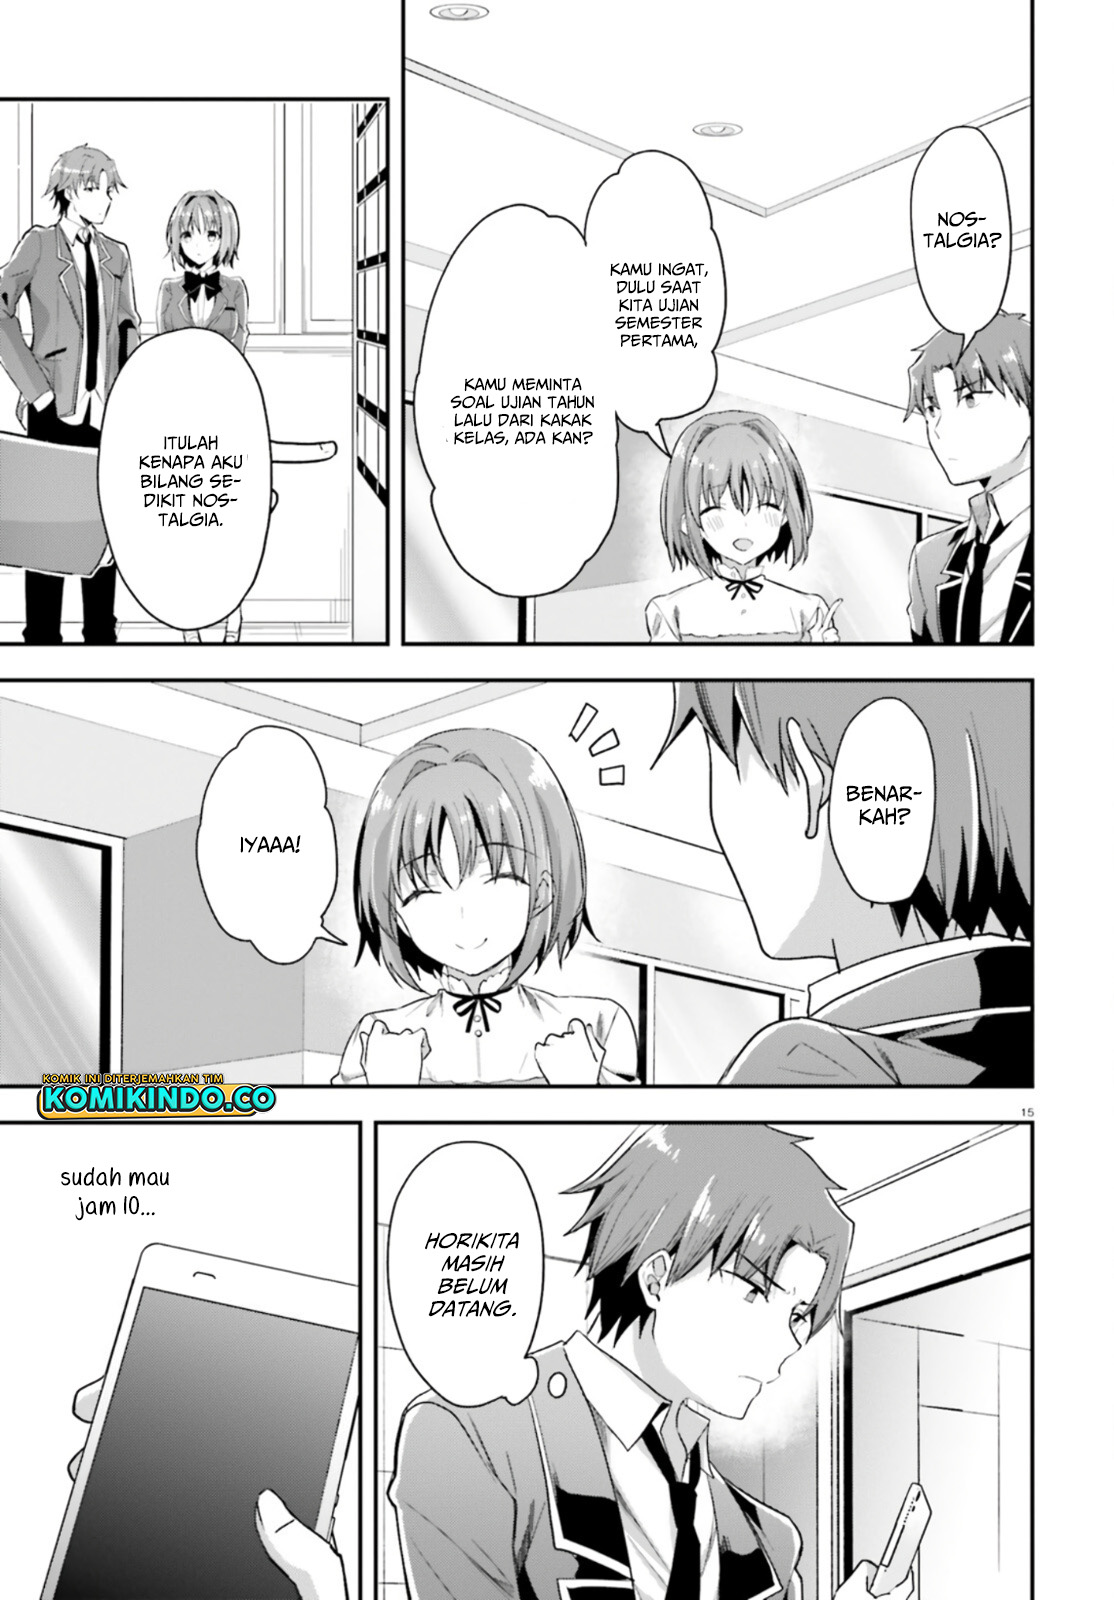 NOS-
TALGIA?
KAMU INGAT,
DULU SAAT
KITA UJIAN
SEMESTER
PERTAMA,
KAMU MEMINTA
SOAL UJIAN TAHUN
LALU DARI KAKAK
KELAS, ADA KAN?
ITULAH
KENAPA AKU
BILANG SE-
DIKIT NOS-
TALGIA.
BENAR-
KAH?
IYAAA!
KOMIK INI DITERJEMAHKAN TIM
KOMIKINDO.CO
15
HORIKITA
MASIH
BELUM
DATANG.
sudah mau
jam 10...